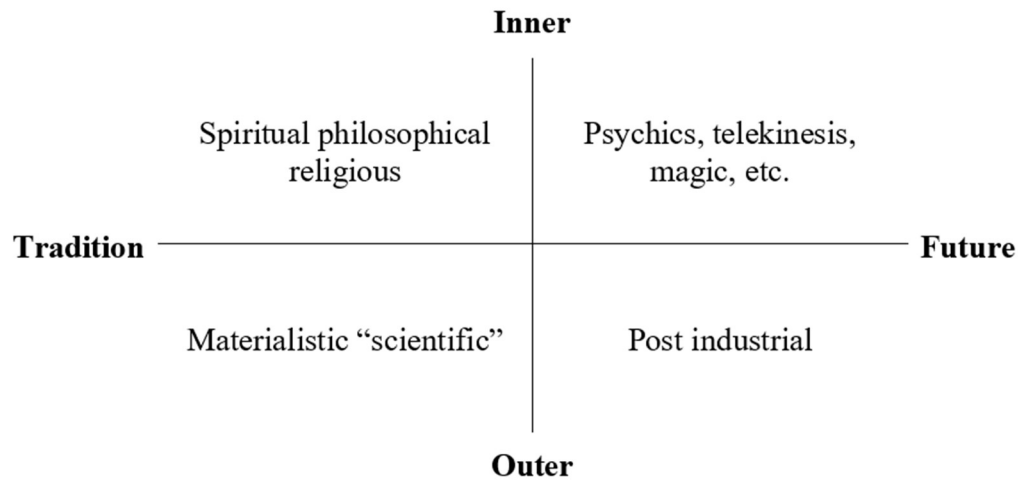 Inner
Spiritual philosophical
religious
Psychics, telekinesis,
magic, etc.
Tradition
Future
Materialistic “scientific”
Post industrial
Outer